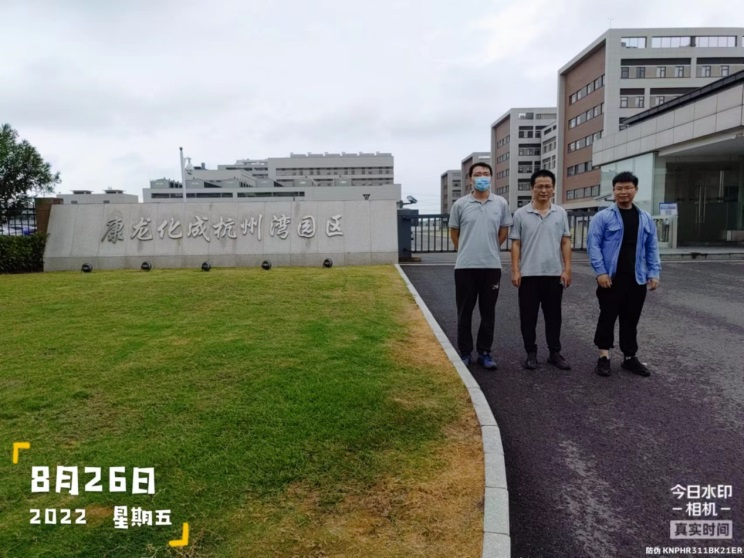 康龙化成杭州湾园区
8月26日
2022 星期五
今日水印
-相机-
真实时间
防伪 KNPHR311BK21ER